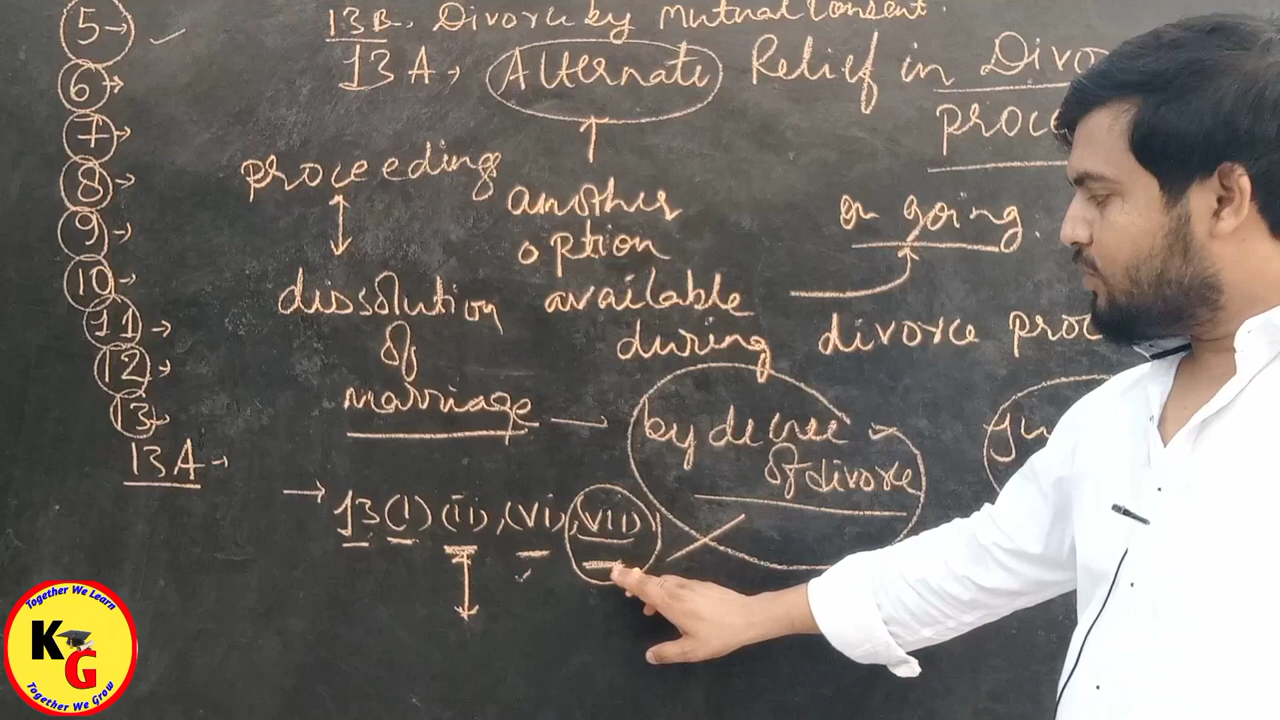 5→
6→
7→
8→
9→
10→
11→
12→
13→
13A→
13B. Divorce by mutual Consent.
13A, Alternate Relief in Divo
proce
proceeding
dissolution
of
marriage
another
option
available
during
on going
divorce proc
by decree
of divorce
→ 13(1)(ii),(vi),(vii)
Together We Learn
KG
Together We Grow